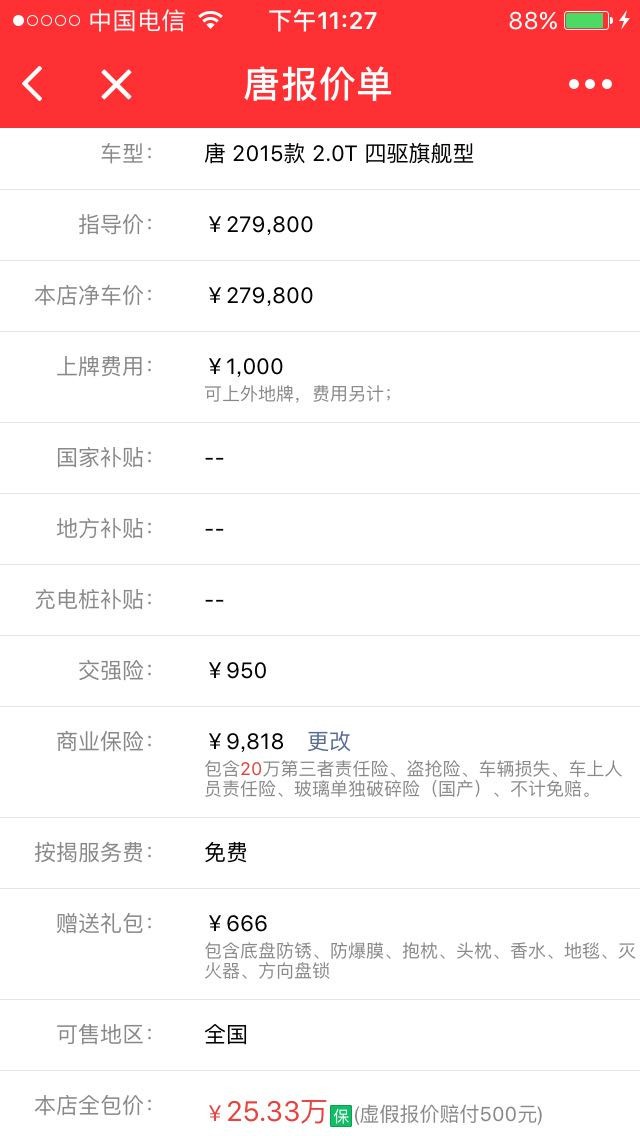 中国电信 下午11:27 88%
唐报价单
车型： 唐 2015款 2.0T 四驱旗舰型
指导价： ￥279,800
本店净车价： ￥279,800
上牌费用： ￥1,000
可上外地牌，费用另计；
国家补贴： --
地方补贴： --
充电桩补贴： --
交强险： ￥950
商业保险： ￥9,818 更改
包含20万第三者责任险、盗抢险、车辆损失、车上人
员责任险、玻璃单独破碎险（国产）、不计免赔。
按揭服务费： 免费
赠送礼包： ￥666
包含底盘防锈、防爆膜、抱枕、头枕、香水、地毯、灭
火器、方向盘锁
可售地区： 全国
本店全包价： ￥25.33万 保 (虚假报价赔付500元)